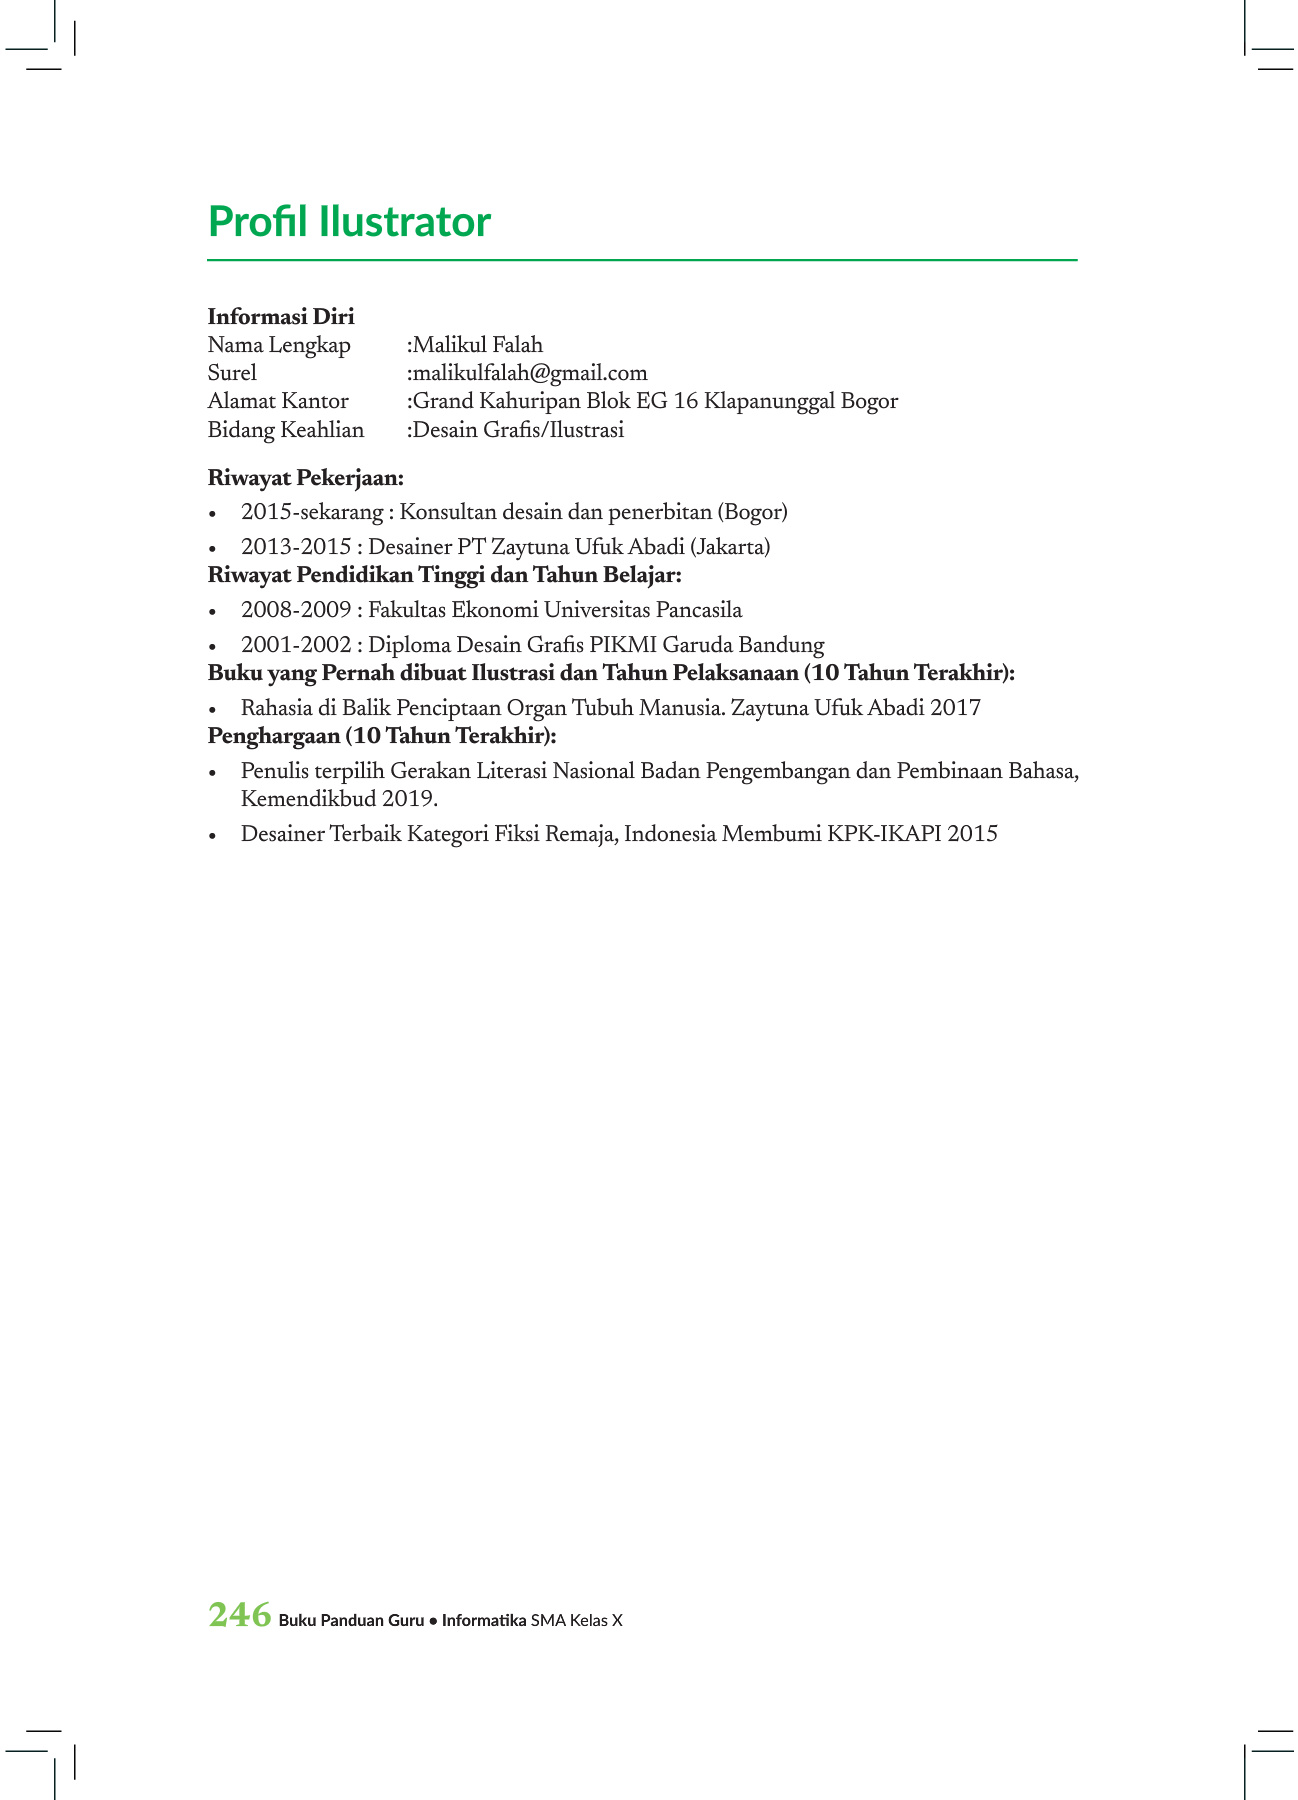 Profil Ilustrator
Informasi Diri
Nama Lengkap :Malikul Falah
Surel :malikulfalah@gmail.com
Alamat Kantor :Grand Kahuripan Blok EG 16 Klapanunggal Bogor
Bidang Keahlian :Desain Grafis/Ilustrasi
Riwayat Pekerjaan:
• 2015-sekarang : Konsultan desain dan penerbitan (Bogor)
• 2013-2015 : Desainer PT Zaytuna Ufuk Abadi (Jakarta)
Riwayat Pendidikan Tinggi dan Tahun Belajar:
• 2008-2009 : Fakultas Ekonomi Universitas Pancasila
• 2001-2002 : Diploma Desain Grafis PIKMI Garuda Bandung
Buku yang Pernah dibuat Ilustrasi dan Tahun Pelaksanaan (10 Tahun Terakhir):
• Rahasia di Balik Penciptaan Organ Tubuh Manusia. Zaytuna Ufuk Abadi 2017
Penghargaan (10 Tahun Terakhir):
• Penulis terpilih Gerakan Literasi Nasional Badan Pengembangan dan Pembinaan Bahasa,
Kemendikbud 2019.
• Desainer Terbaik Kategori Fiksi Remaja, Indonesia Membumi KPK-IKAPI 2015
246 Buku Panduan Guru • Informatika SMA Kelas X